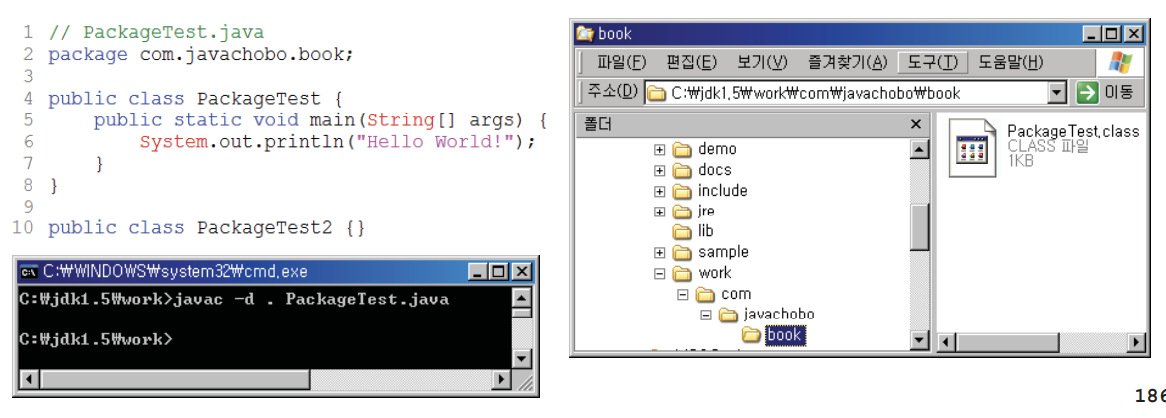 1 // PackageTest.java
2 package com.javachobo.book;
3
4 public class PackageTest {
5     public static void main(String[] args) {
6         System.out.println("Hello World!");
7     }
8 }
9
10 public class PackageTest2 {}
C:₩WINDOWS₩system32₩cmd.exe
C:₩jdk1.5₩work>javac -d . PackageTest.java
C:₩jdk1.5₩work>
book
파일(F) 편집(E) 보기(V) 즐겨찾기(A) 도구(T) 도움말(H)
주소(D) C:₩jdk1.5₩work₩com₩javachobo₩book 이동
폴더
demo
docs
include
jre
lib
sample
work
com
javachobo
book
PackageTest.class
CLASS 파일
1KB
186